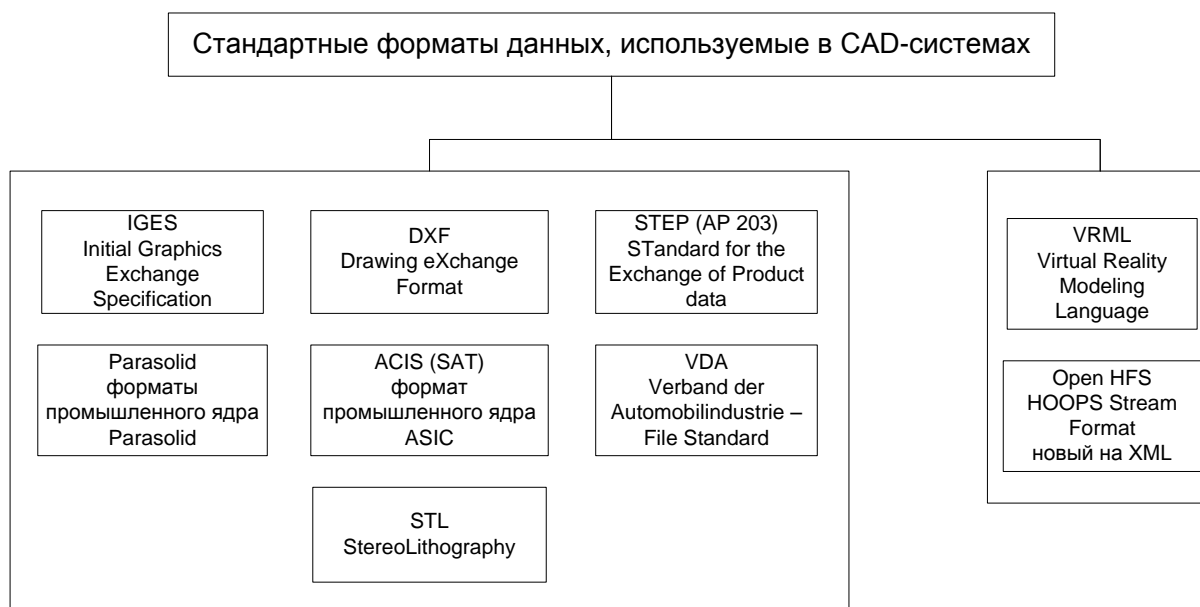 Стандартные форматы данных, используемые в CAD-системах
IGES
Initial Graphics
Exchange
Specification
DXF
Drawing eXchange
Format
STEP (AP 203)
STandard for the
Exchange of Product
data
VRML
Virtual Reality
Modeling
Language
Parasolid
форматы
промышленного ядра
Parasolid
ACIS (SAT)
формат
промышленного ядра
ASIC
VDA
Verband der
Automobilindustrie –
File Standard
Open HFS
HOOPS Stream
Format
новый на XML
STL
StereoLithography